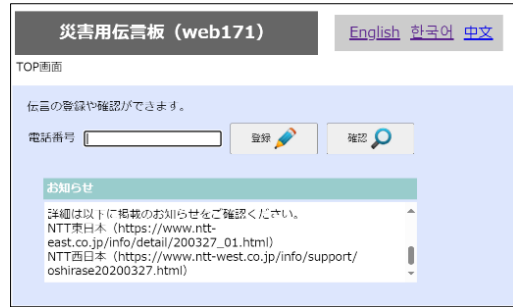 災害用伝言板（web171）
English 한국어 中文
TOP画面
伝言の登録や確認ができます。
電話番号 登録 確認
お知らせ
詳細は以下に掲載のお知らせをご確認ください。
NTT東日本（https://www.ntt-
east.co.jp/info/detail/200327_01.html)
NTT西日本（https://www.ntt-west.co.jp/info/support/
oshirase20200327.html)